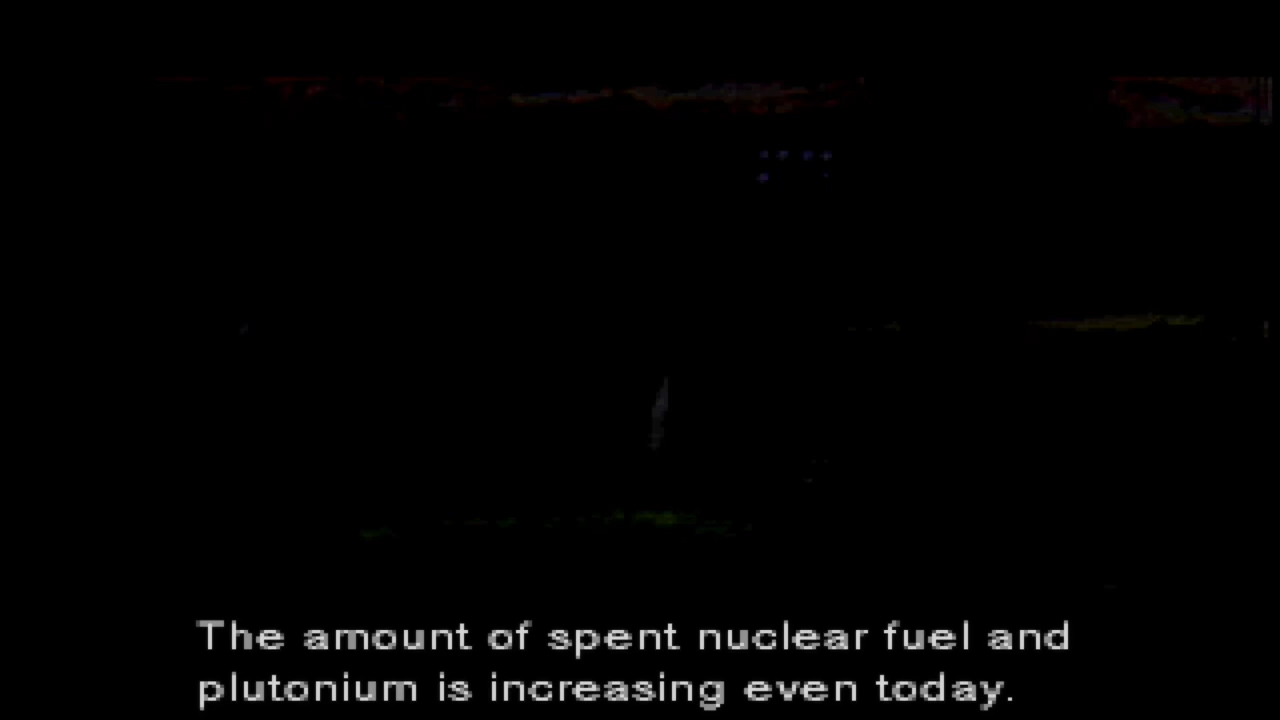 The amount of spent nuclear fuel and
plutonium is increasing even today.